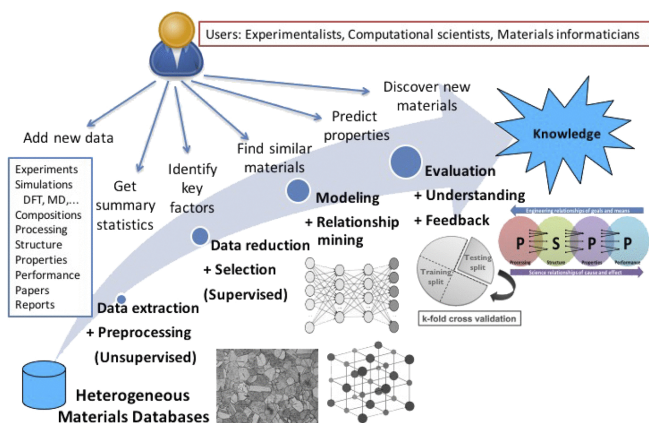 Users: Experimentalists, Computational scientists, Materials informaticians
Discover new
materials
Predict
properties
Add new data
Find similar
materials
Identify
key
factors
Get
summary
statistics
Knowledge
Experiments
Simulations
DFT, MD,...
Compositions
Processing
Structure
Properties
Performance
Papers
Reports
Evaluation
+ Understanding
+ Feedback
Modeling
+ Relationship
mining
Data reduction
+ Selection
(Supervised)
Data extraction
+ Preprocessing
(Unsupervised)
Heterogeneous
Materials Databases
Testing
split
Training
split
k-fold cross validation
Engineering relationships of goals and means
P S P P
Processing Structure Properties Performance
Science relationships of cause and effect